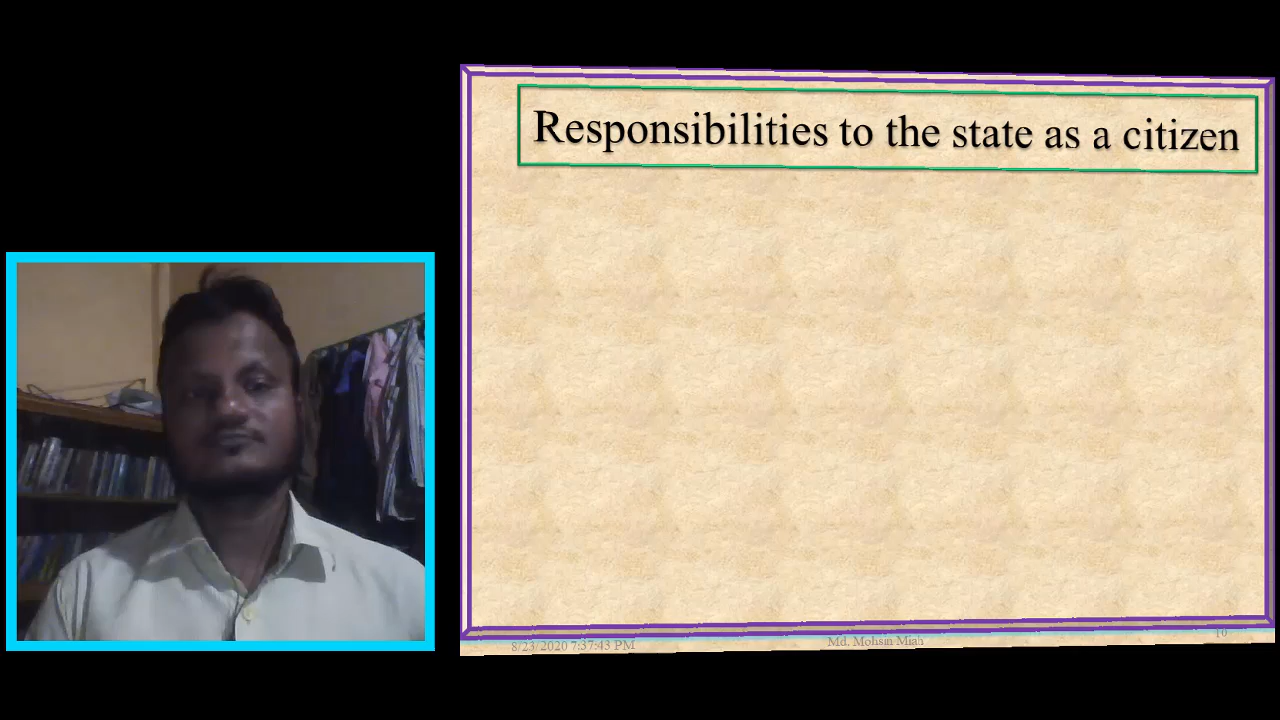 Responsibilities to the state as a citizen
8/23/2020 7:37:43 PM
Md. Mohsin Miah